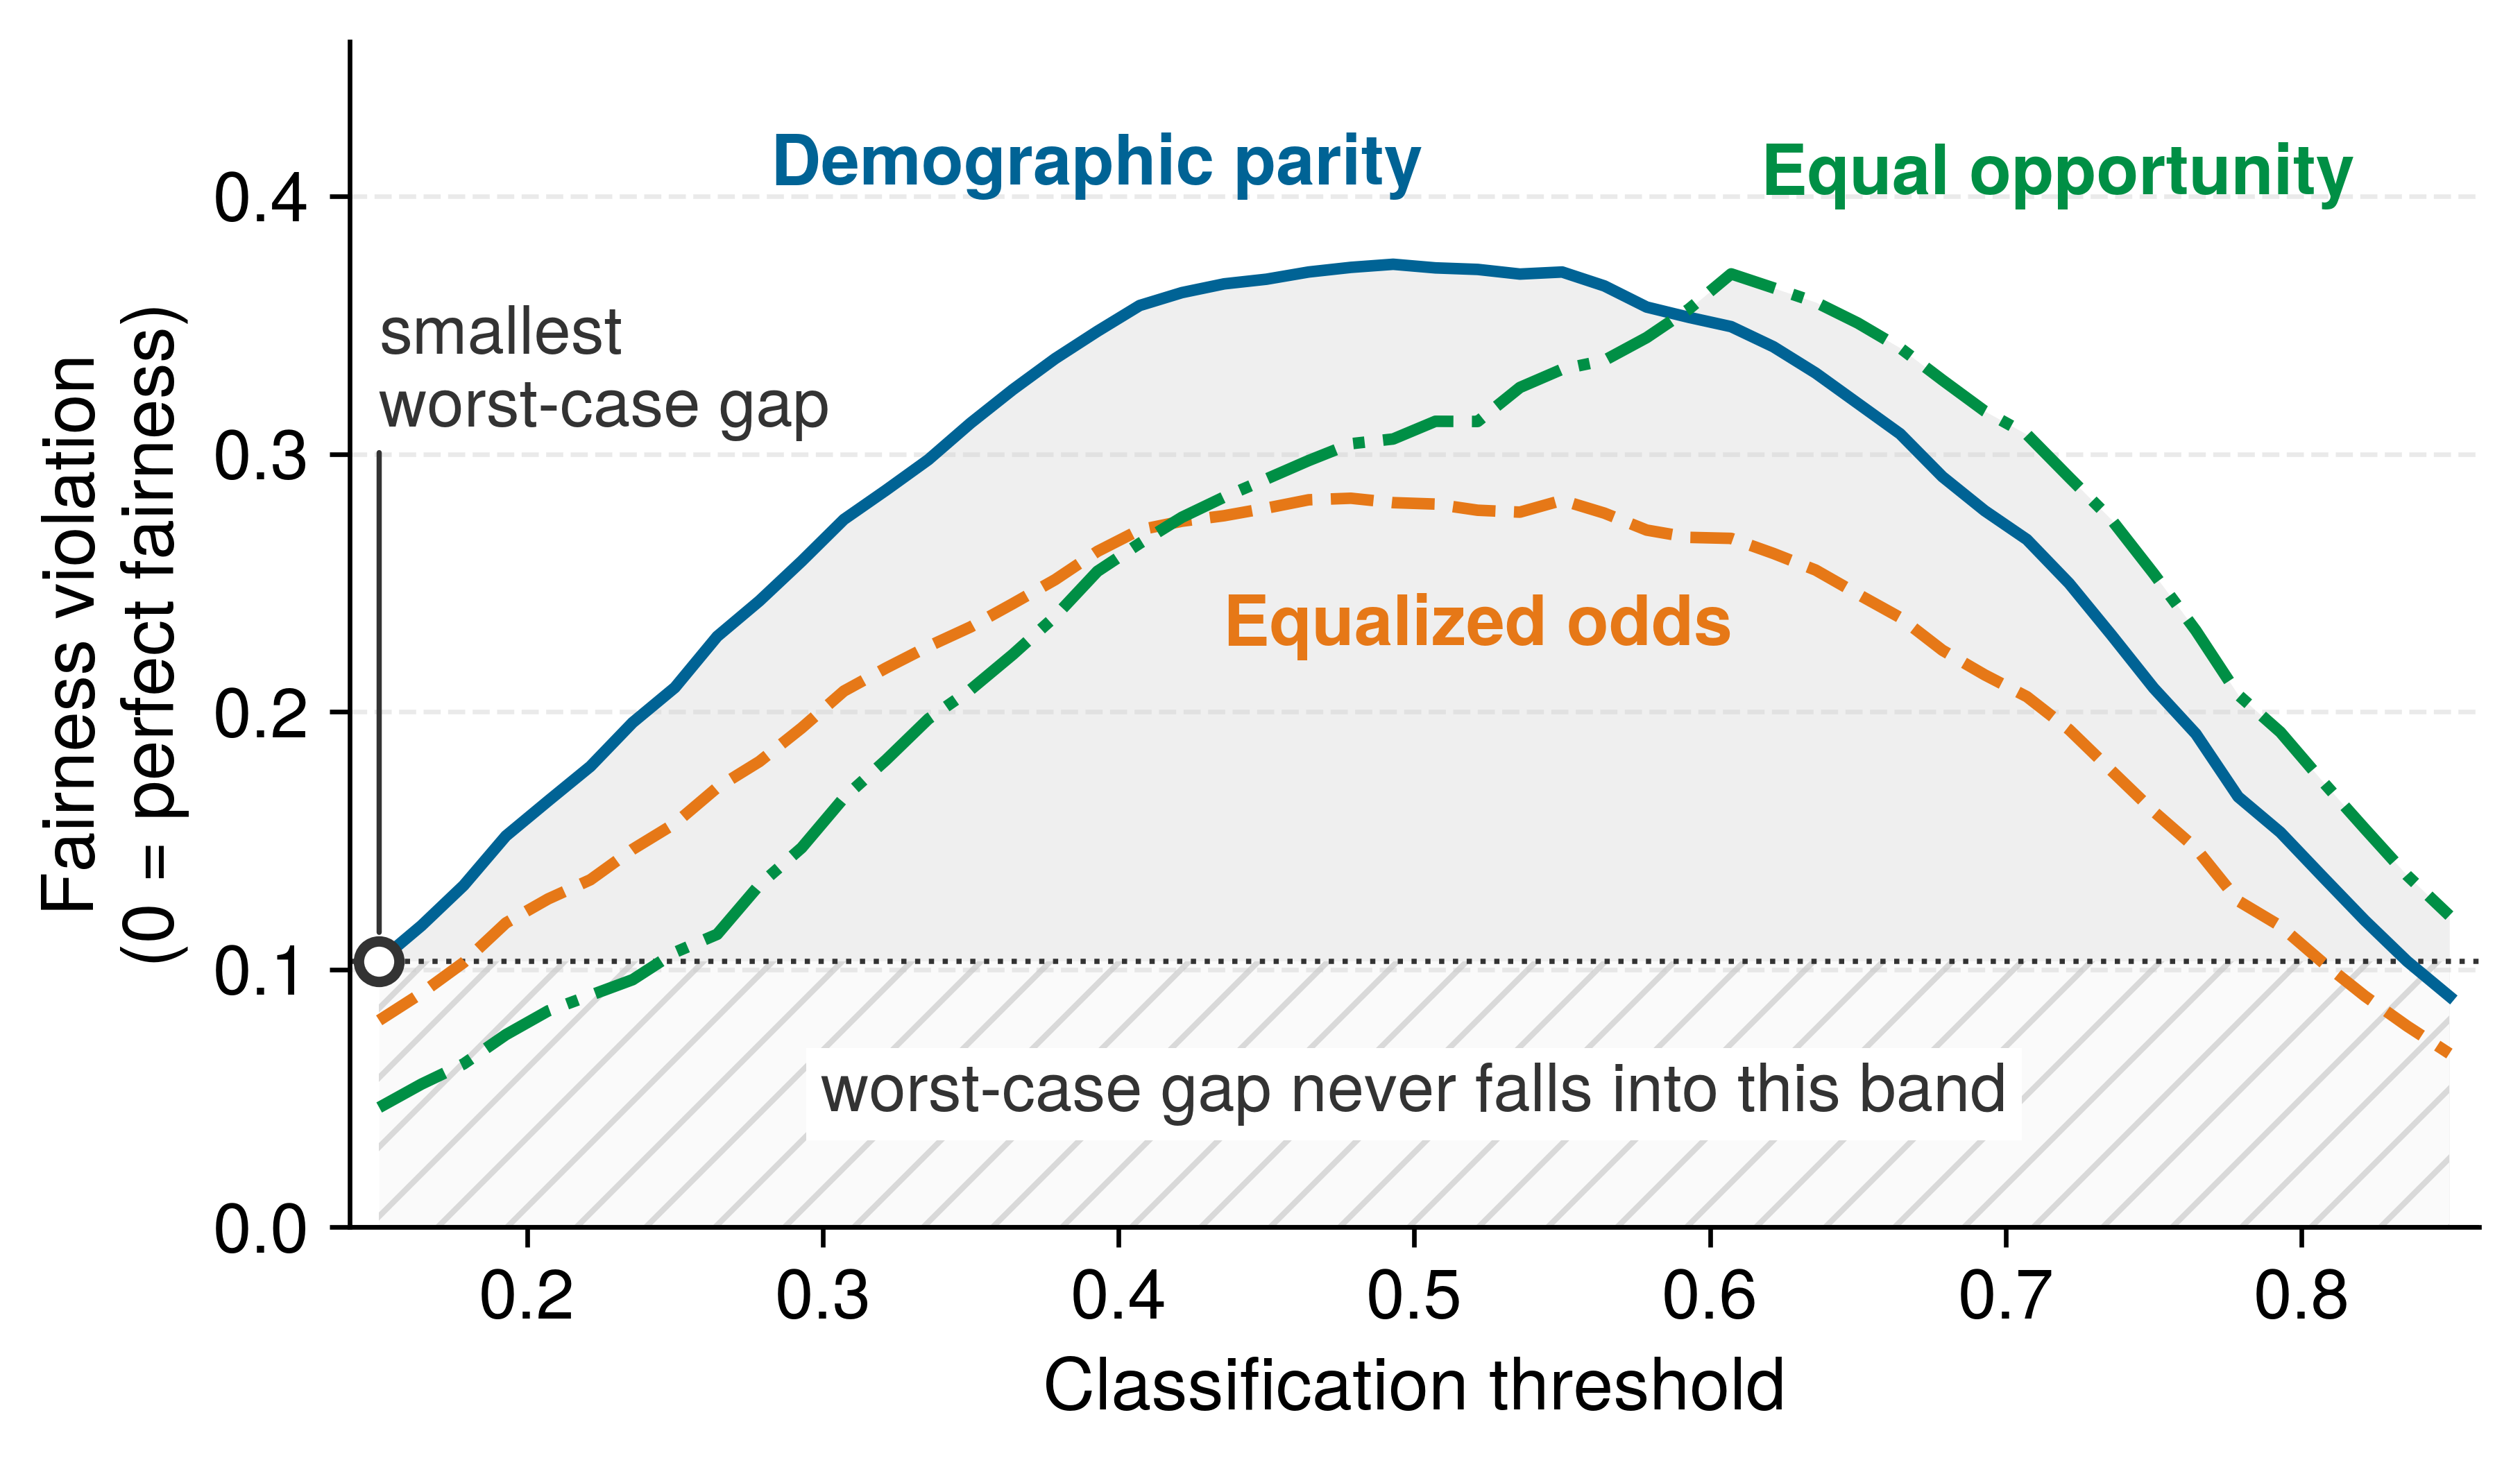 Demographic parity
Equal opportunity
smallest
worst-case gap
Equalized odds
worst-case gap never falls into this band
Fairness violation
(0 = perfect fairness)
0.4
0.3
0.2
0.1
0.0
0.2
0.3
0.4
0.5
0.6
0.7
0.8
Classification threshold